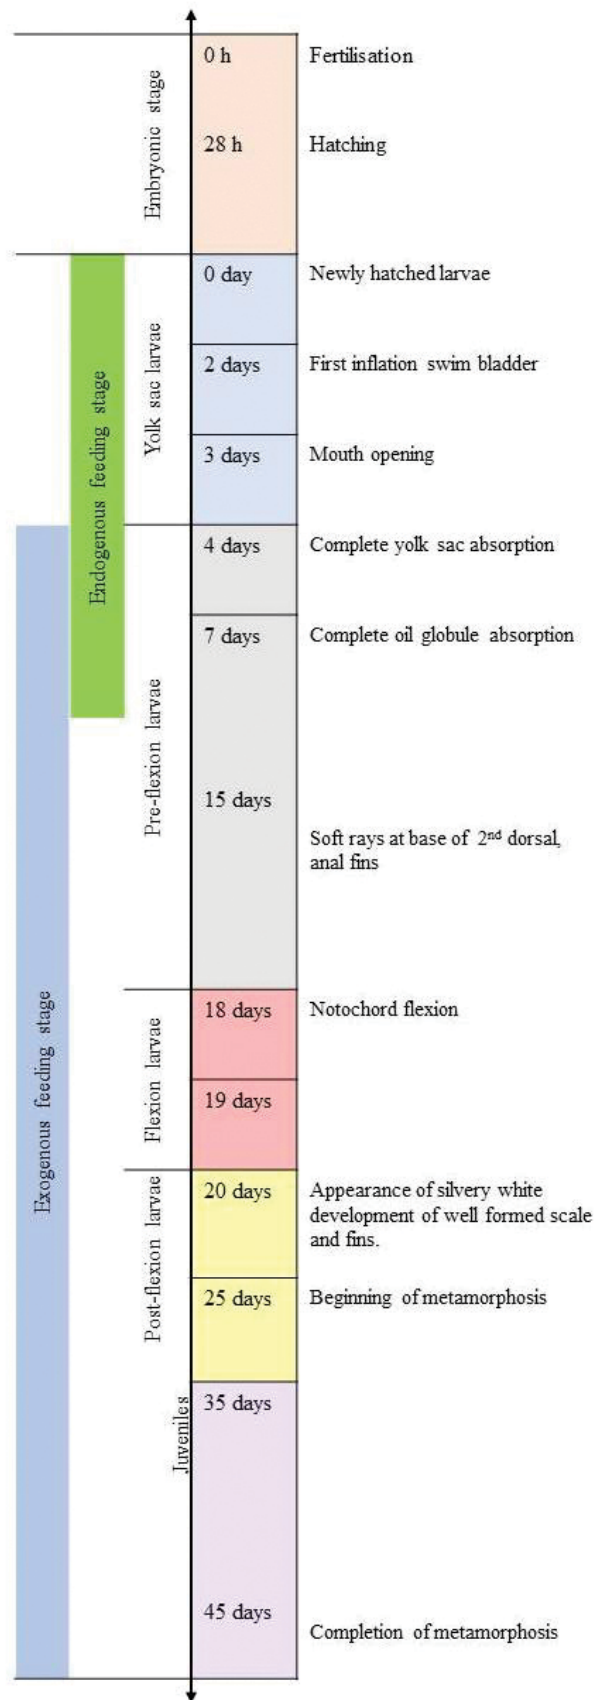 0 h Fertilisation
28 h Hatching
Embryonic stage
0 day Newly hatched larvae
2 days First inflation swim bladder
3 days Mouth opening
Yolk sac larvae
Endogenous feeding stage
4 days Complete yolk sac absorption
7 days Complete oil globule absorption
15 days
Soft rays at base of 2nd dorsal,
anal fins
Pre-flexion larvae
18 days Notochord flexion
19 days
Flexion larvae
Exogenous feeding stage
20 days Appearance of silvery white
development of well formed scale
and fins.
25 days Beginning of metamorphosis
Post-flexion larvae
35 days
Juveniles
45 days
Completion of metamorphosis